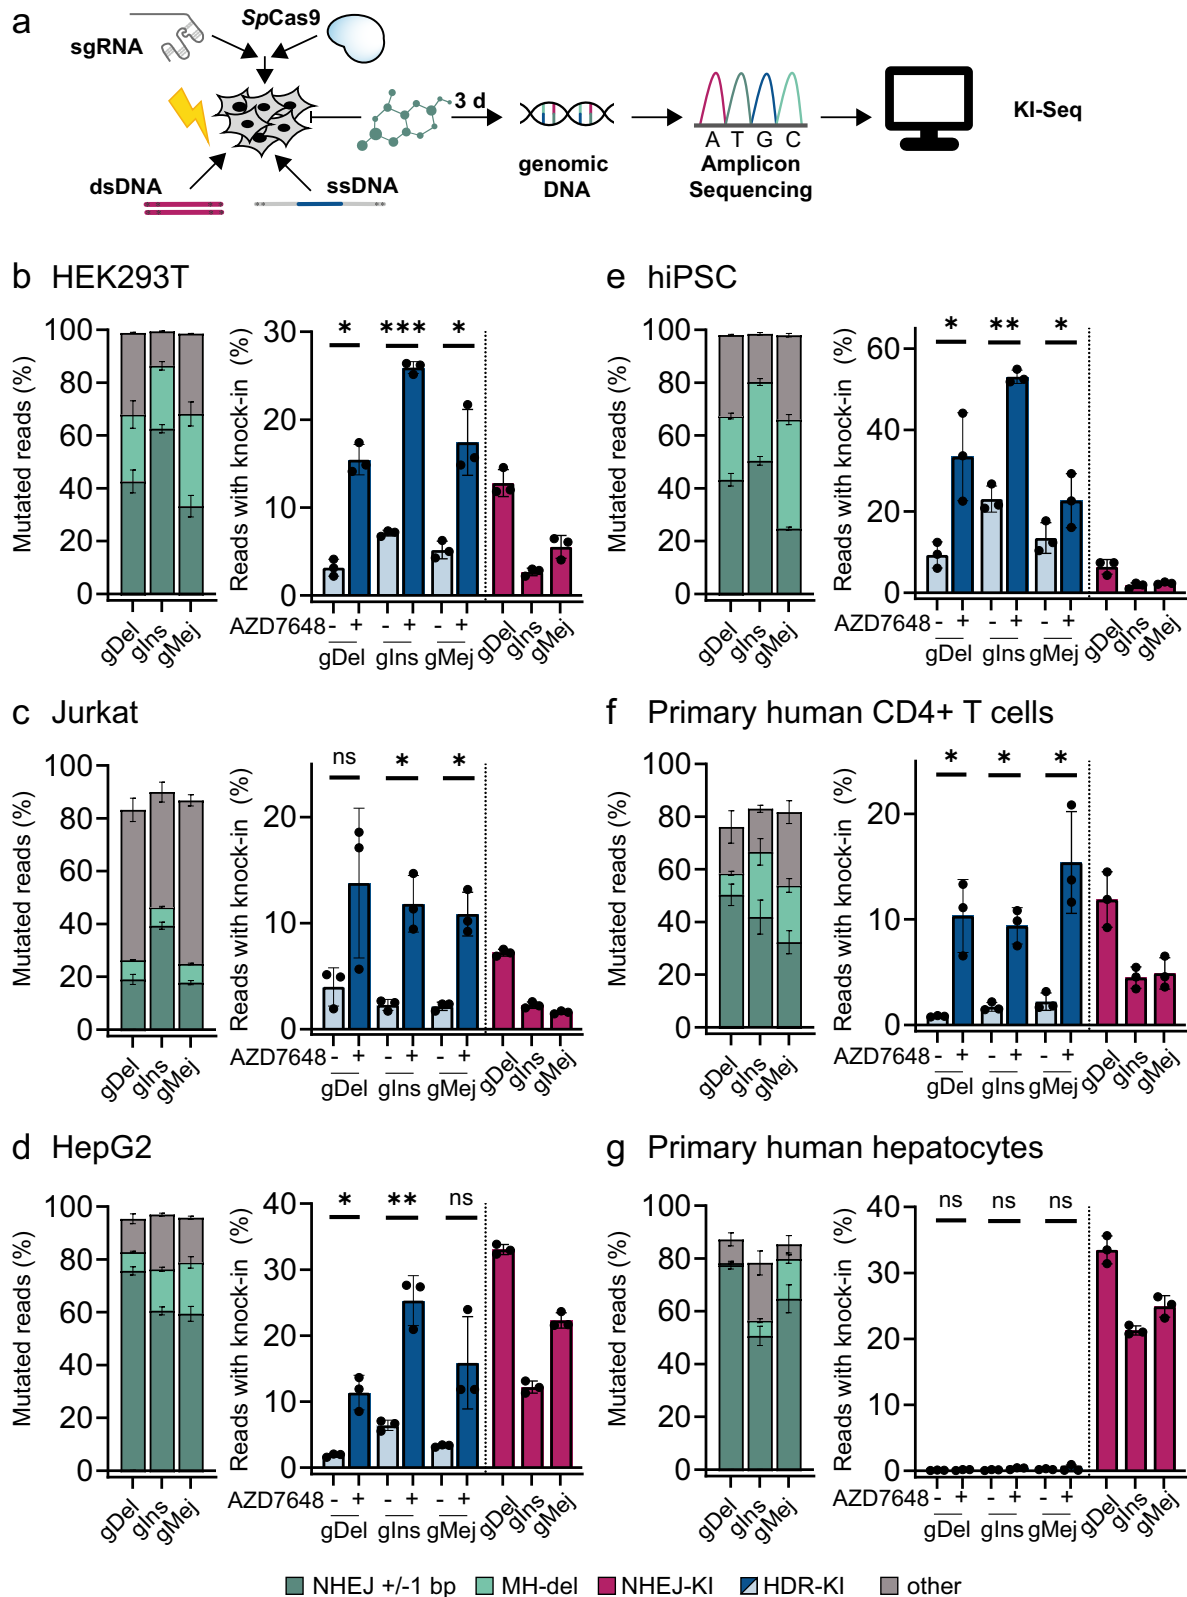 a
sgRNA
SpCas9
3 d
dsDNA
ssDNA
genomic
DNA
A T G C
Amplicon
Sequencing
KI-Seq
b HEK293T
Mutated reads (%)
100
80
60
40
20
0
gDel gIns gMej
Reads with knock-in (%)
30
20
10
0
* *** *
AZD7648 - + - + - +
gDel gIns gMej
gDel gIns gMej
e hiPSC
Mutated reads (%)
100
80
60
40
20
0
gDel gIns gMej
Reads with knock-in (%)
60
40
20
0
* ** *
AZD7648 - + - + - +
gDel gIns gMej
gDel gIns gMej
c Jurkat
Mutated reads (%)
100
80
60
40
20
0
gDel gIns gMej
Reads with knock-in (%)
20
10
0
ns * *
AZD7648 - + - + - +
gDel gIns gMej
gDel gIns gMej
f Primary human CD4+ T cells
Mutated reads (%)
100
80
60
40
20
0
gDel gIns gMej
Reads with knock-in (%)
20
10
0
* * *
AZD7648 - + - + - +
gDel gIns gMej
gDel gIns gMej
d HepG2
Mutated reads (%)
100
80
60
40
20
0
gDel gIns gMej
Reads with knock-in (%)
40
30
20
10
0
* ** ns
AZD7648 - + - + - +
gDel gIns gMej
gDel gIns gMej
g Primary human hepatocytes
Mutated reads (%)
100
80
60
40
20
0
gDel gIns gMej
Reads with knock-in (%)
40
30
20
10
0
ns ns ns
AZD7648 - + - + - +
gDel gIns gMej
gDel gIns gMej
NHEJ +/-1 bp MH-del NHEJ-KI HDR-KI other